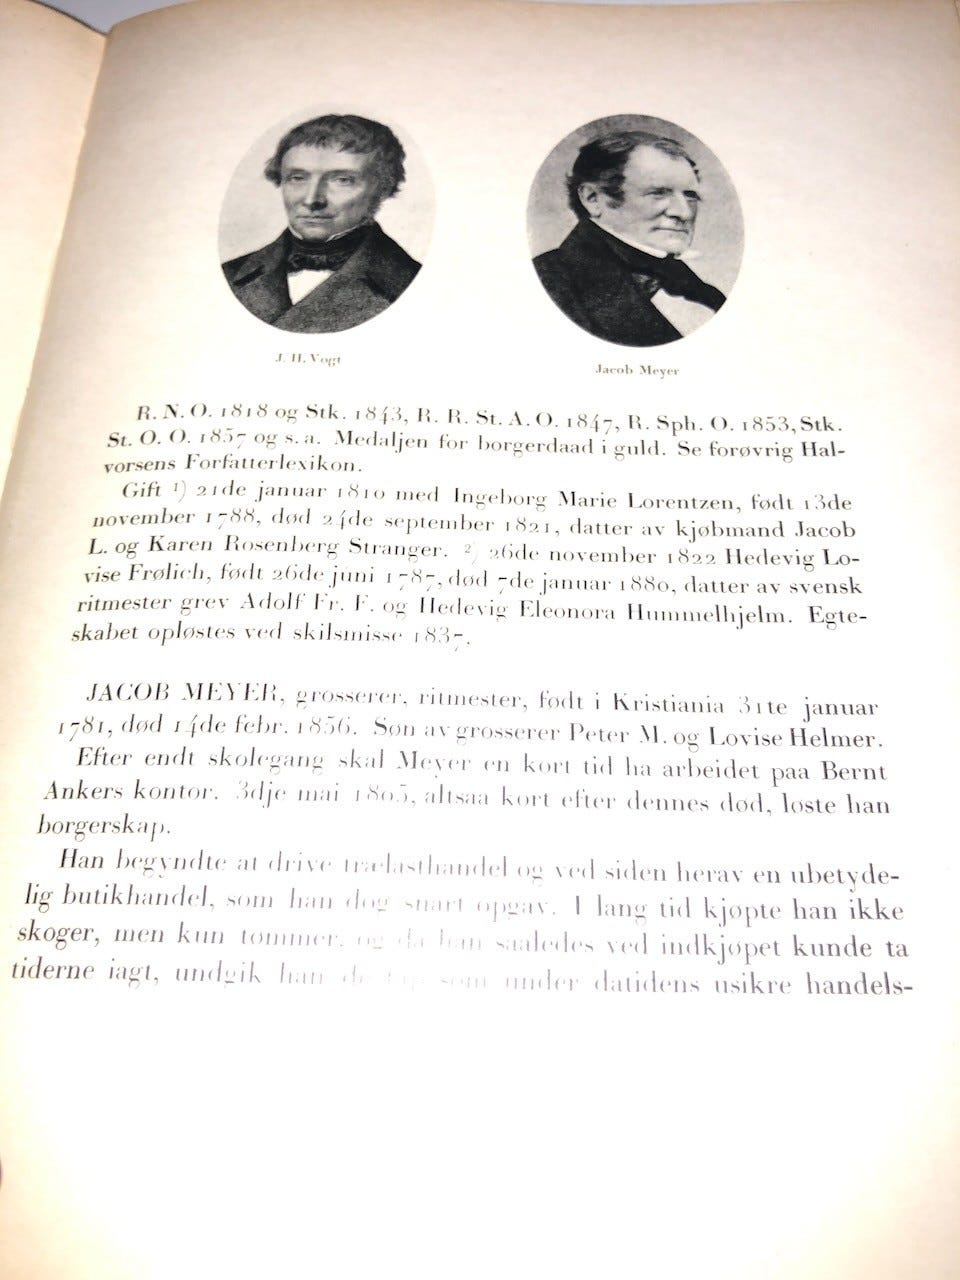 J. H. Vogt
Jacob Meyer
R. N. O. 1818 og Stk. 1843, R. R. St. A. O. 1847, R. Sph. O. 1853, Stk.
St. O. O. 1857 og s. a. Medaljen for borgerdaad i guld. Se forøvrig Hal-
vorsens Forfatterlexikon.
Gift ¹) 21de januar 1810 med Ingeborg Marie Lorentzen, født 13de
november 1788, død 24de september 1821, datter av kjøbmand Jacob
L. og Karen Rosenberg Stranger. ²) 26de november 1822 Hedevig Lo-
vise Frølich, født 26de juni 1787, død 7de januar 1880, datter av svensk
ritmester grev Adolf Fr. F. og Hedevig Eleonora Hummelhjelm. Egte-
skabet opløstes ved skilsmisse 1837.
JACOB MEYER, grosserer, ritmester, født i Kristiania 31te januar
1781, død 14de febr. 1856. Søn av grosserer Peter M. og Lovise Helmer.
Efter endt skolegang skal Meyer en kort tid ha arbeidet paa Bernt
Ankers kontor. 3dje mai 1805, altsaa kort efter dennes død, løste han
borgerskap.
Han begyndte at drive trælasthandel og ved siden herav en ubetyde-
lig butikhandel, som han dog snart opgav. I lang tid kjøpte han ikke
skoger, men kun tømmer, og da han saaledes ved indkjøpet kunde ta
tiderne iagt, undgik han de som under datidens usikre handels-